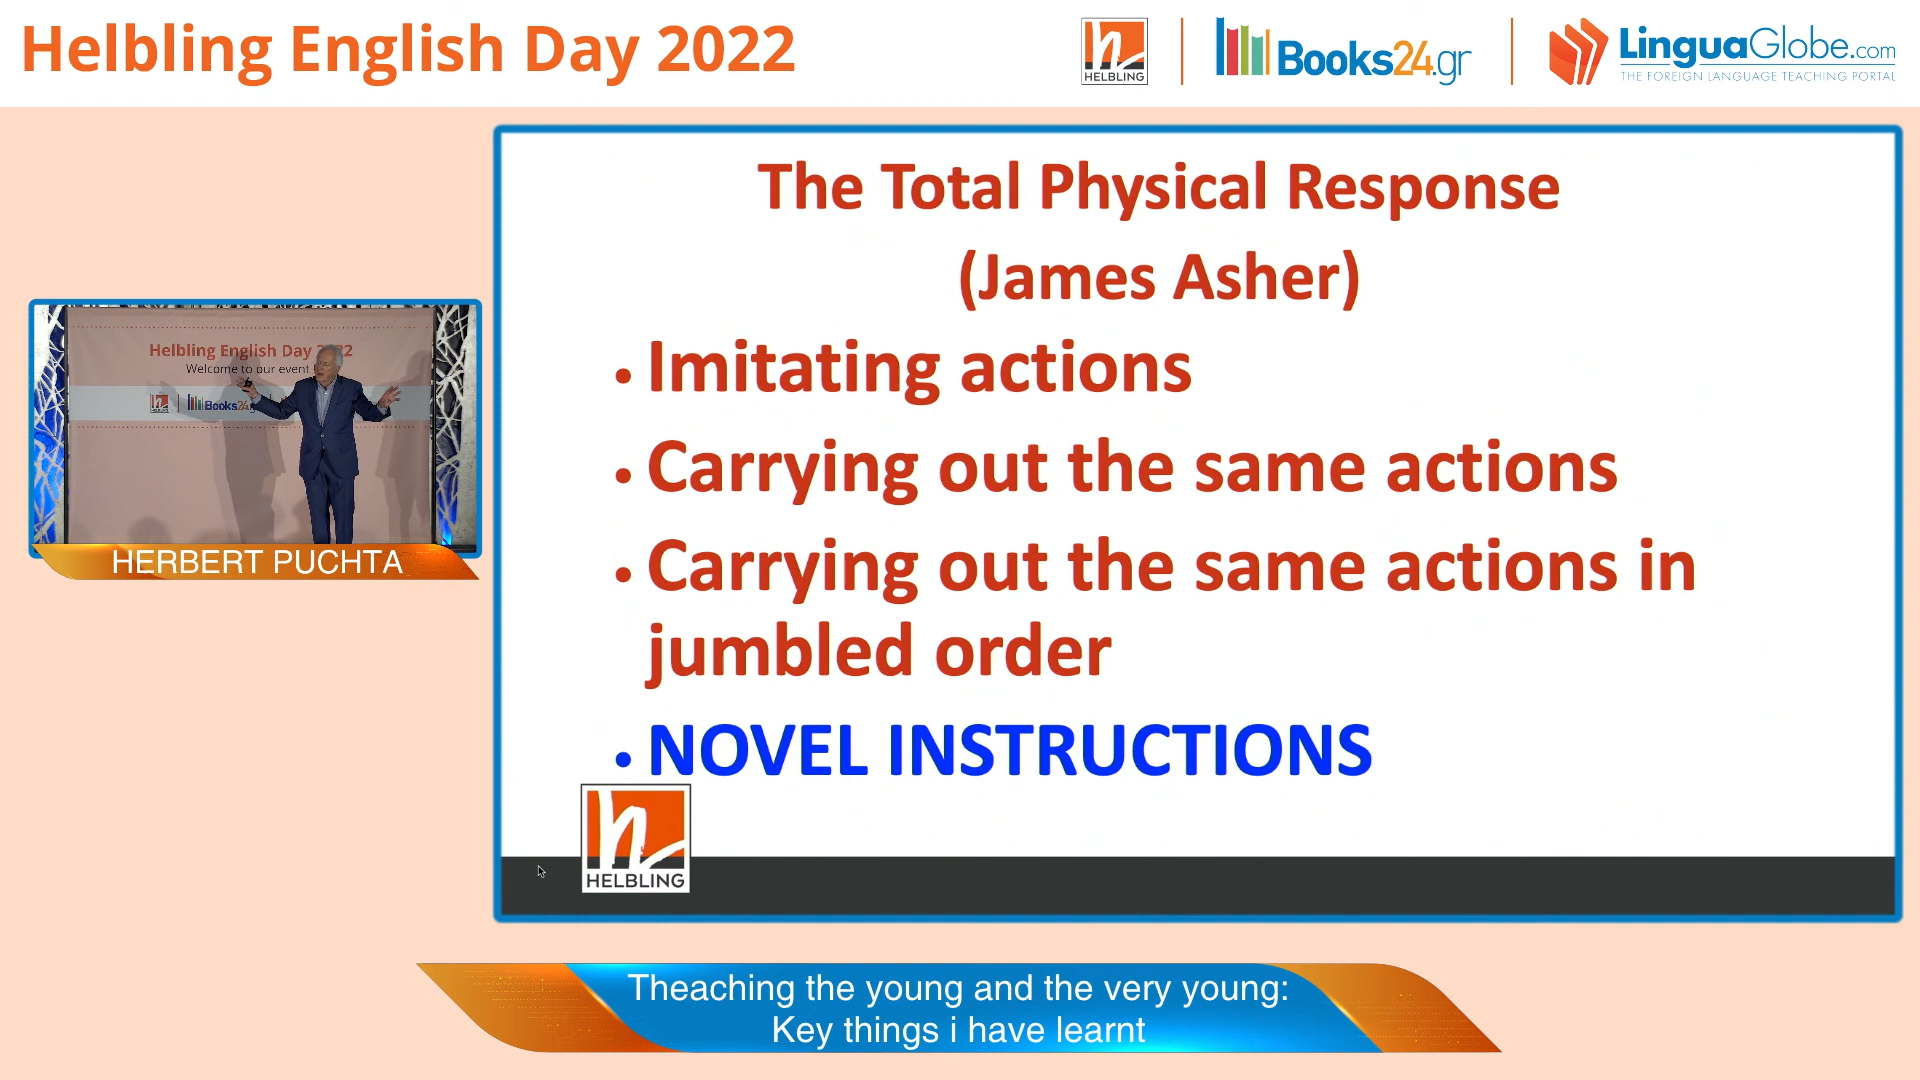 Helbling English Day 2022
HELBLING
Books24.gr
LinguaGlobe.com
THE FOREIGN LANGUAGE TEACHING PORTAL
The Total Physical Response
(James Asher)
• Imitating actions
• Carrying out the same actions
• Carrying out the same actions in
jumbled order
• NOVEL INSTRUCTIONS
HELBLING
Helbling English Day 2022
Welcome to our event
Books24.g
HERBERT PUCHTA
Theaching the young and the very young:
Key things i have learnt